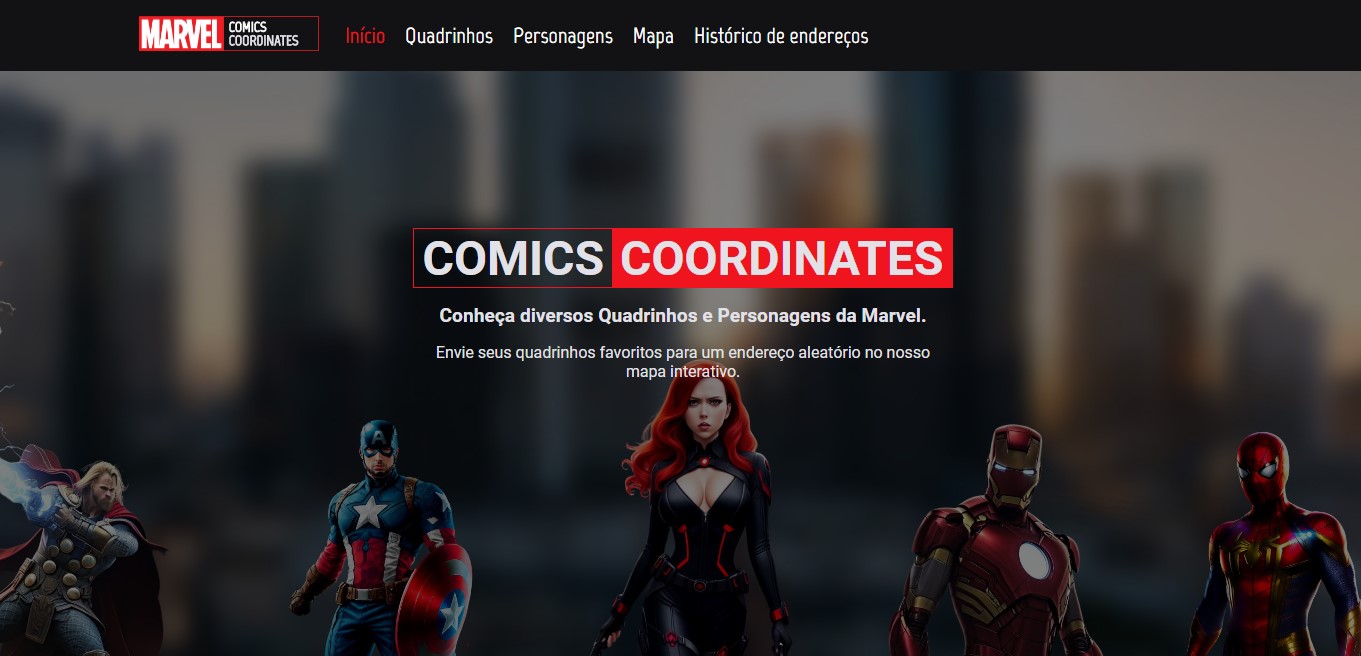 MARVEL COMICS
COORDINATES
Início Quadrinhos Personagens Mapa Histórico de endereços
COMICS COORDINATES
Conheça diversos Quadrinhos e Personagens da Marvel.
Envie seus quadrinhos favoritos para um endereço aleatório no nosso
mapa interativo.